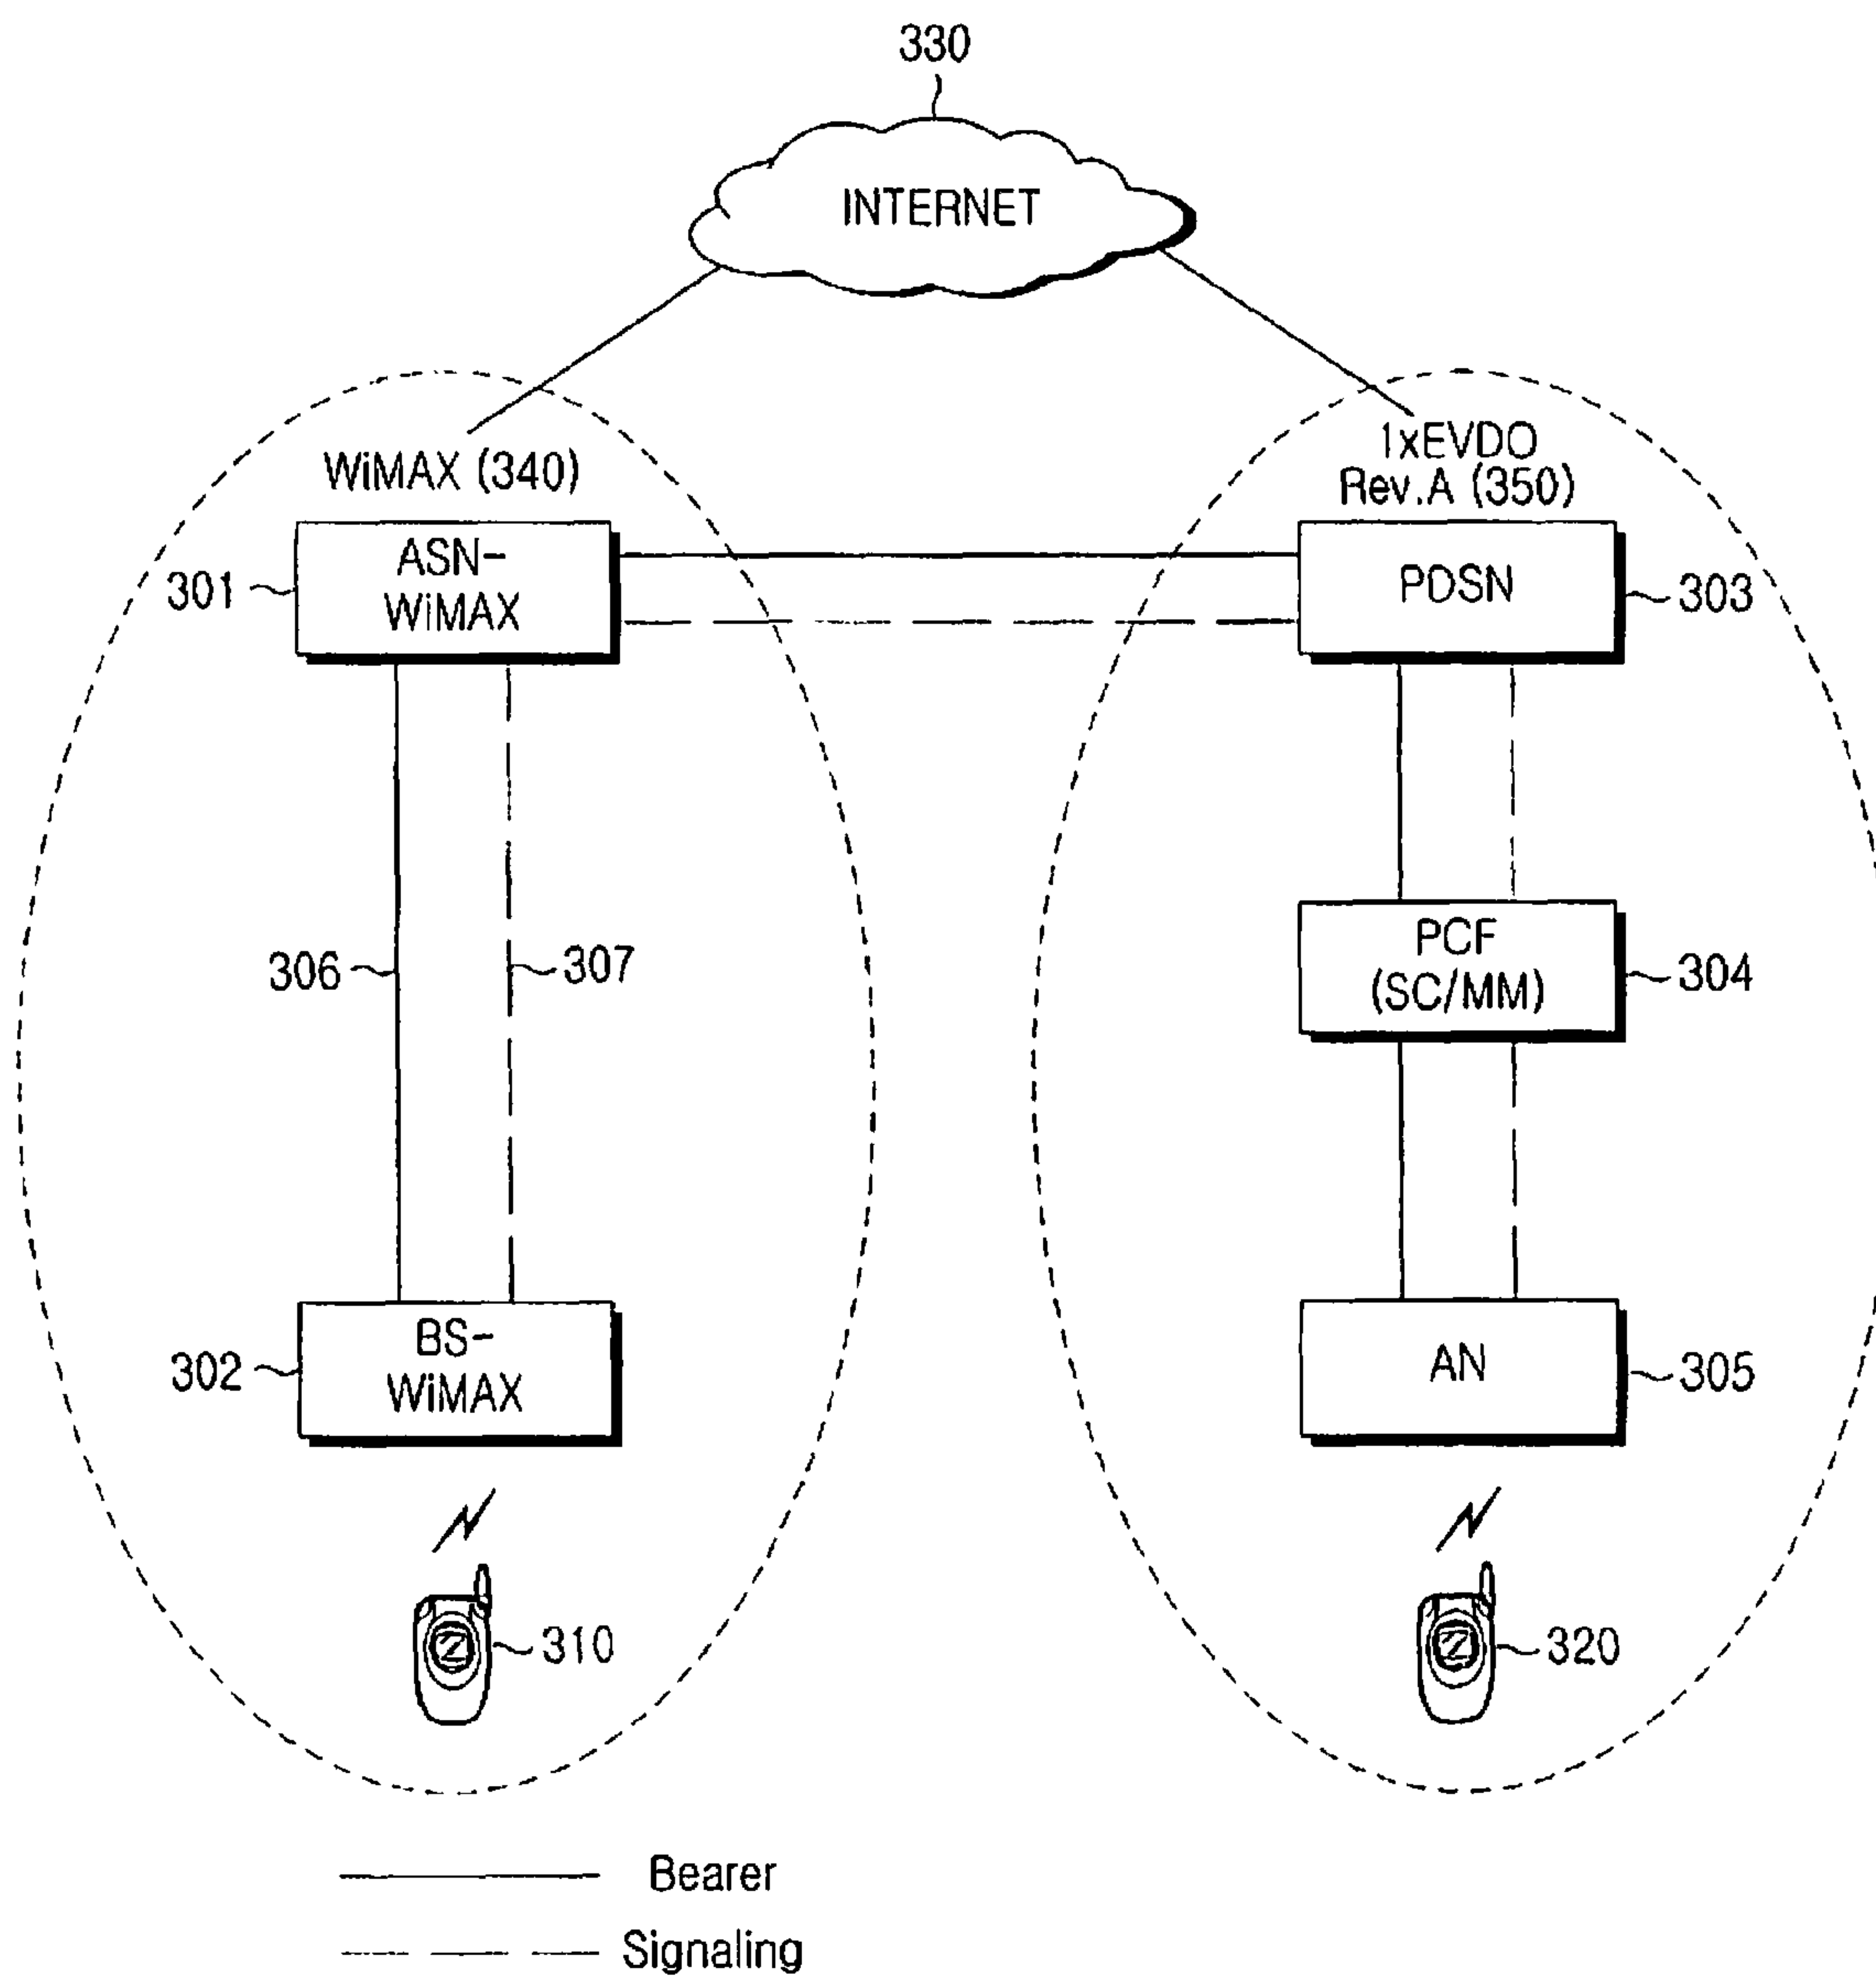 330
INTERNET
WiMAX (340)
1xEVDO
Rev.A (350)
301
ASN-
WiMAX
PDSN
303
306
307
PCF
(SC/MM)
304
302
BS-
WiMAX
AN
305
310
320
Bearer
Signaling